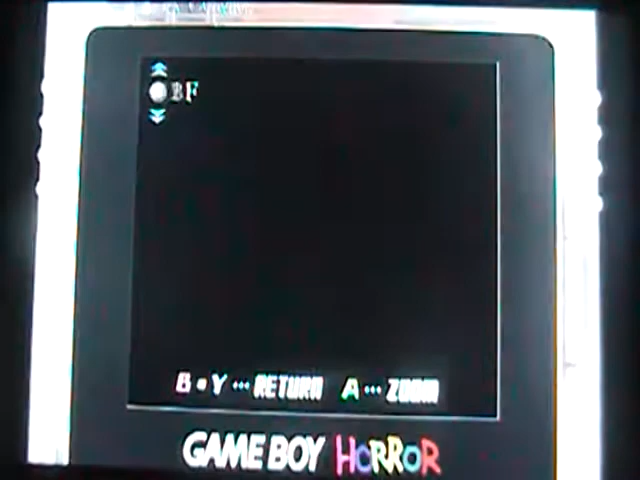 BF
B • Y ••• RETURN A ••• ZOOM
GAME BOY HORROR